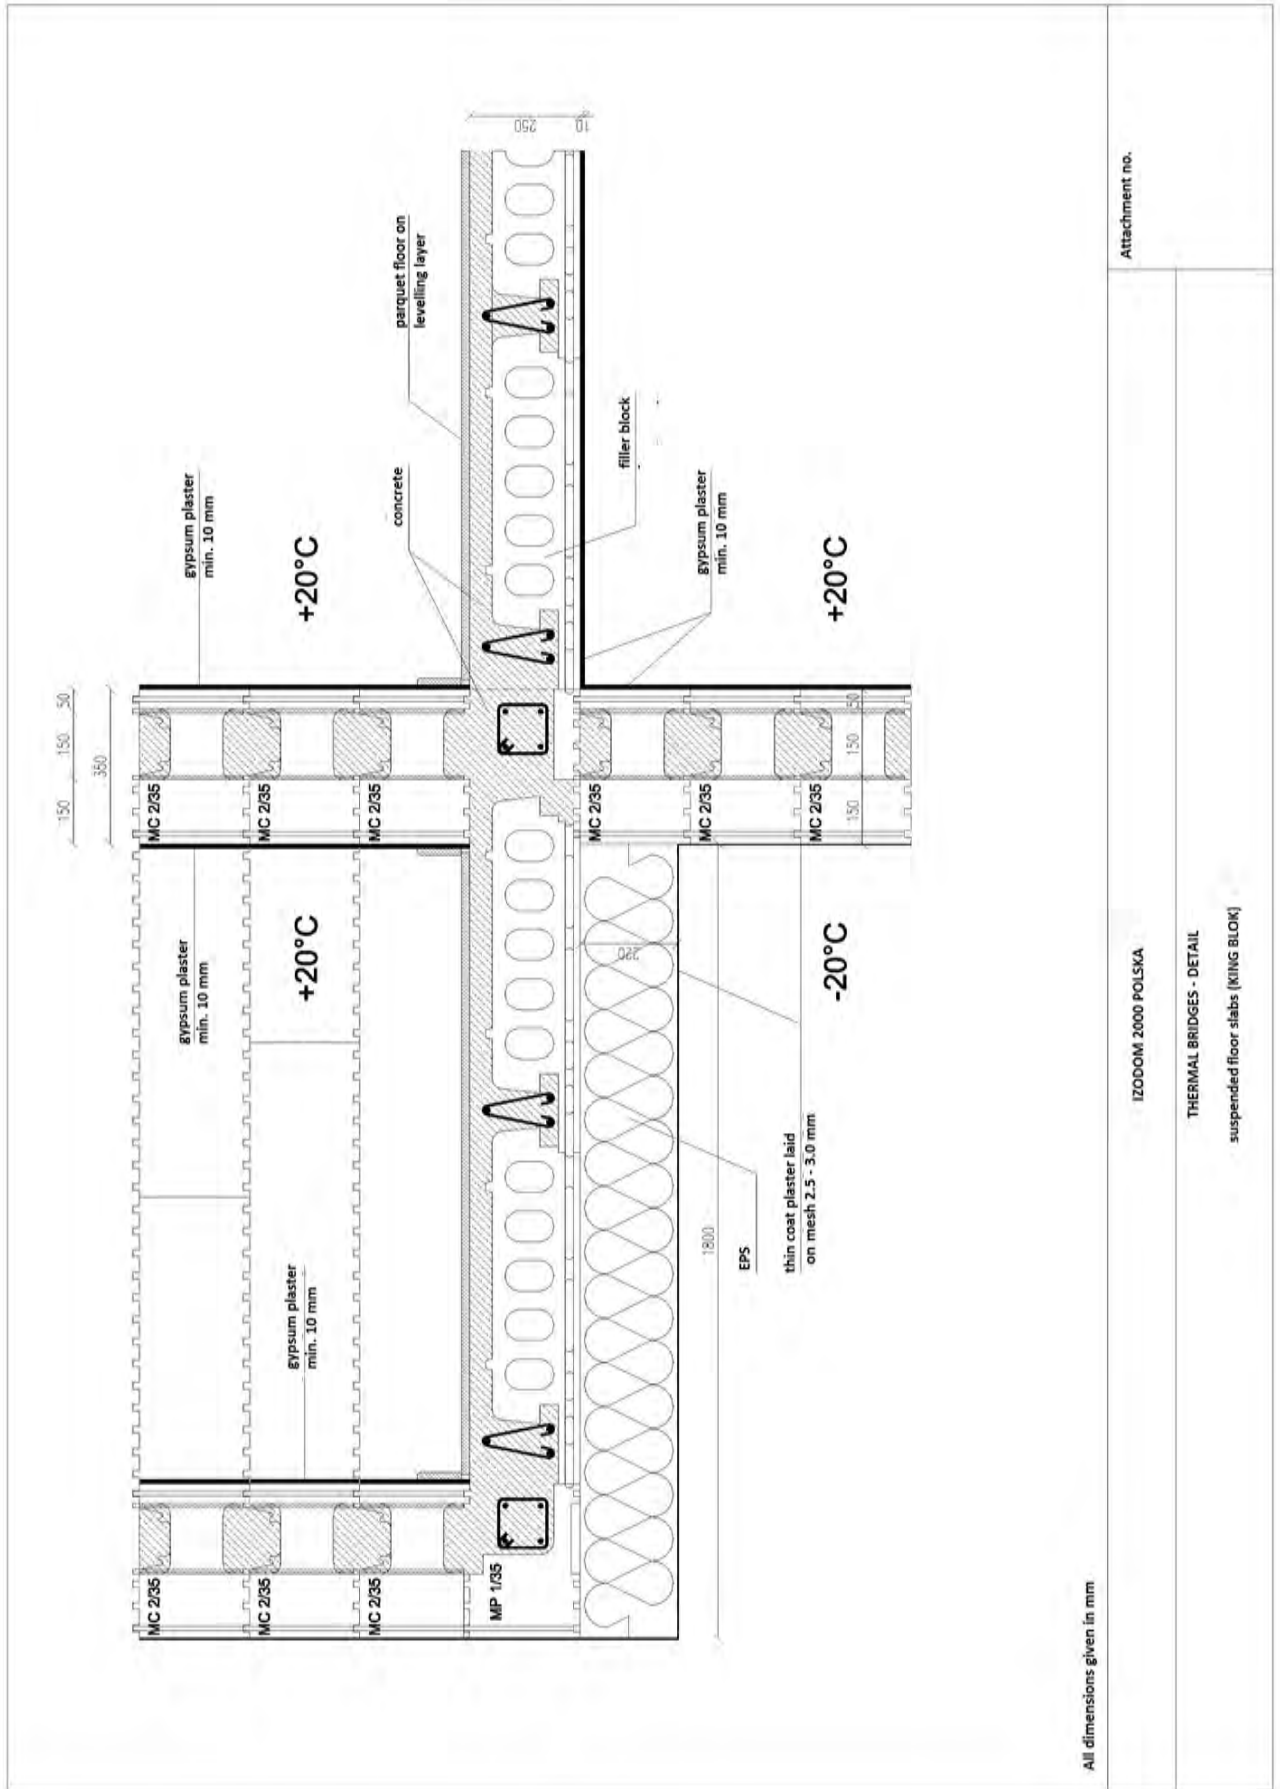 250
10
parquet floor on
levelling layer
gypsum plaster
min. 10 mm
+20°C
concrete
filler block
gypsum plaster
min. 10 mm
+20°C
50
150
150
350
MC 2/35
MC 2/35
MC 2/35
MC 2/35
MC 2/35
MC 2/35
50
150
150
gypsum plaster
min. 10 mm
+20°C
220
-20°C
gypsum plaster
min. 10 mm
1800
EPS
thin coat plaster laid
on mesh 2.5 - 3.0 mm
MC 2/35
MC 2/35
MC 2/35
MP 1/35
All dimensions given in mm
Attachment no.
IZODOM 2000 POLSKA
THERMAL BRIDGES - DETAIL
suspended floor slabs (KING BLOK)